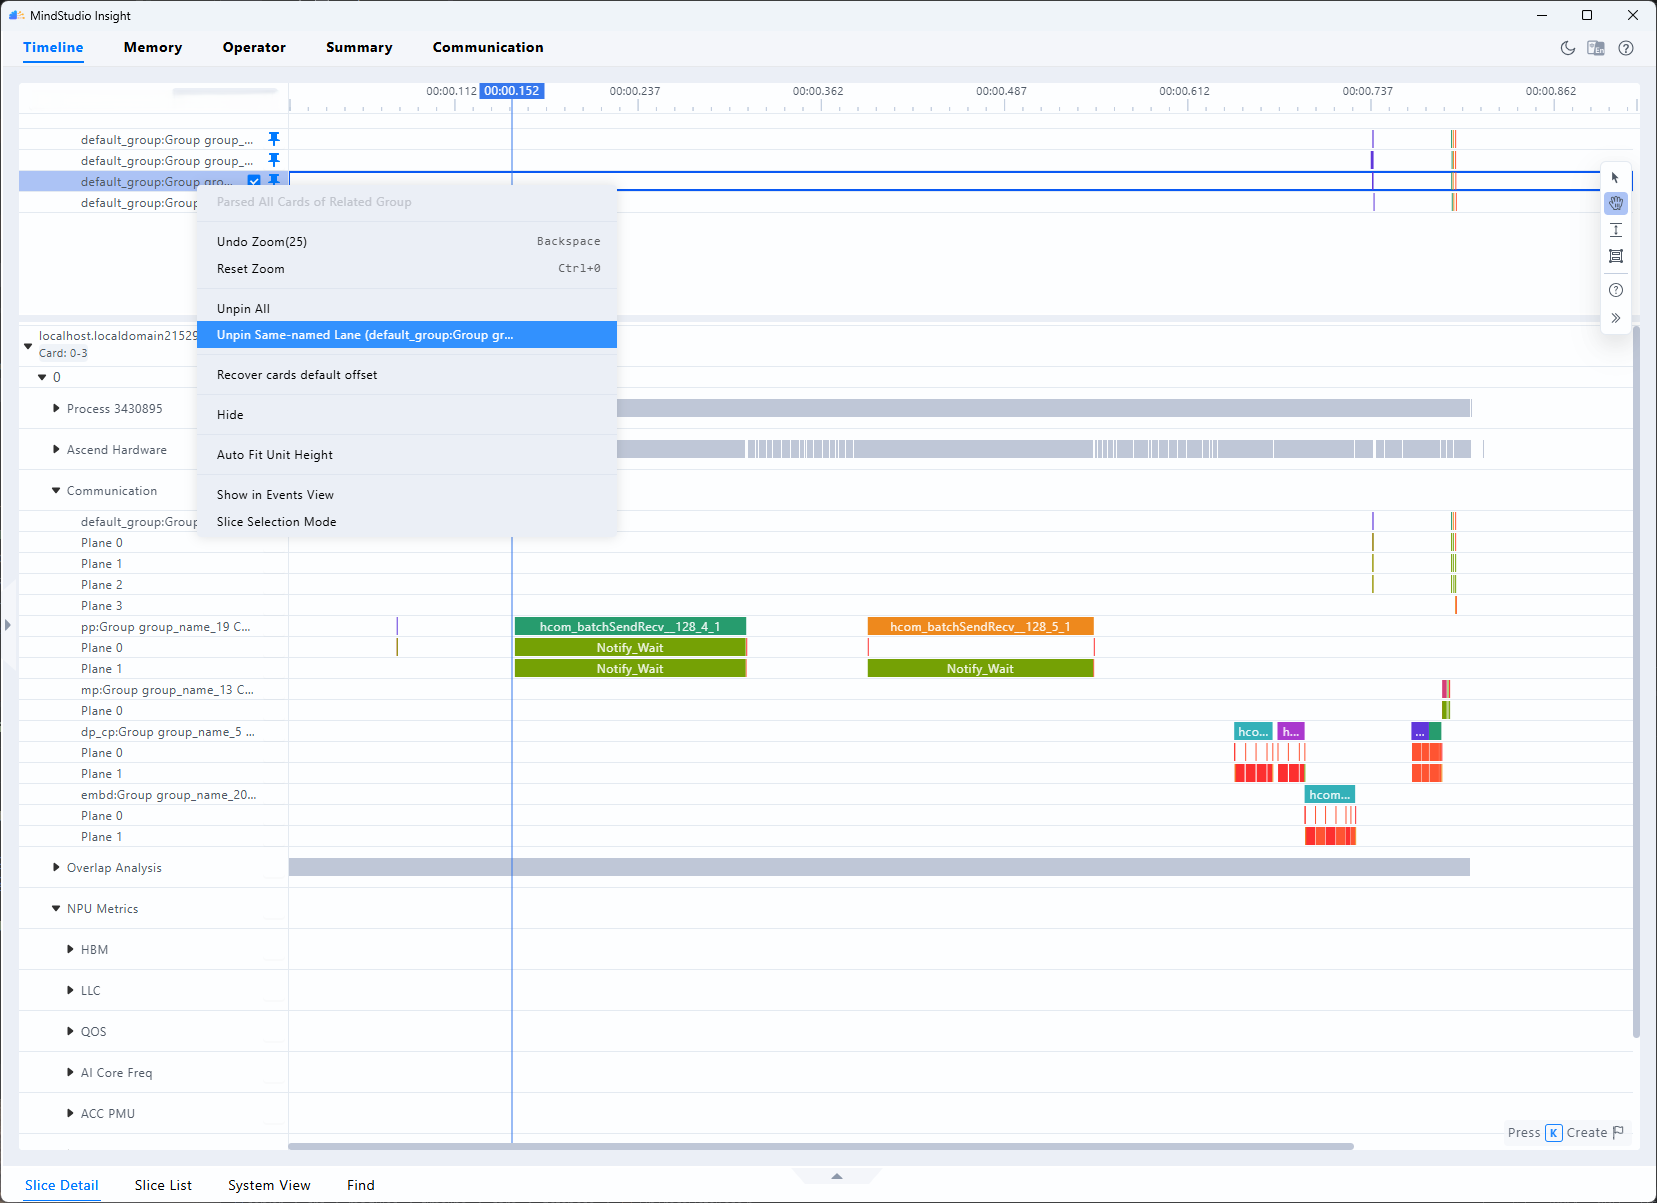 MindStudio Insight
Timeline Memory Operator Summary Communication
00:00.112 00:00.152 00:00.237 00:00.362 00:00.487 00:00.612 00:00.737 00:00.862
default_group:Group group_...
default_group:Group group_...
default_group:Group gro...
default_group:Group
Parsed All Cards of Related Group
Undo Zoom(25) Backspace
Reset Zoom Ctrl+0
Unpin All
Unpin Same-named Lane (default_group:Group gr...
Recover cards default offset
Hide
Auto Fit Unit Height
Show in Events View
Slice Selection Mode
localhost.localdomain21529
Card: 0-3
0
Process 3430895
Ascend Hardware
Communication
default_group:Group
Plane 0
Plane 1
Plane 2
Plane 3
pp:Group group_name_19 C... hcom_batchSendRecv__128_4_1 hcom_batchSendRecv__128_5_1
Plane 0 Notify_Wait
Plane 1 Notify_Wait Notify_Wait
mp:Group group_name_13 C...
Plane 0
dp_cp:Group group_name_5 ... hco... h... ...
Plane 0
Plane 1
embd:Group group_name_20... hcom...
Plane 0
Plane 1
Overlap Analysis
NPU Metrics
HBM
LLC
QOS
AI Core Freq
ACC PMU
Press K Create
Slice Detail Slice List System View Find